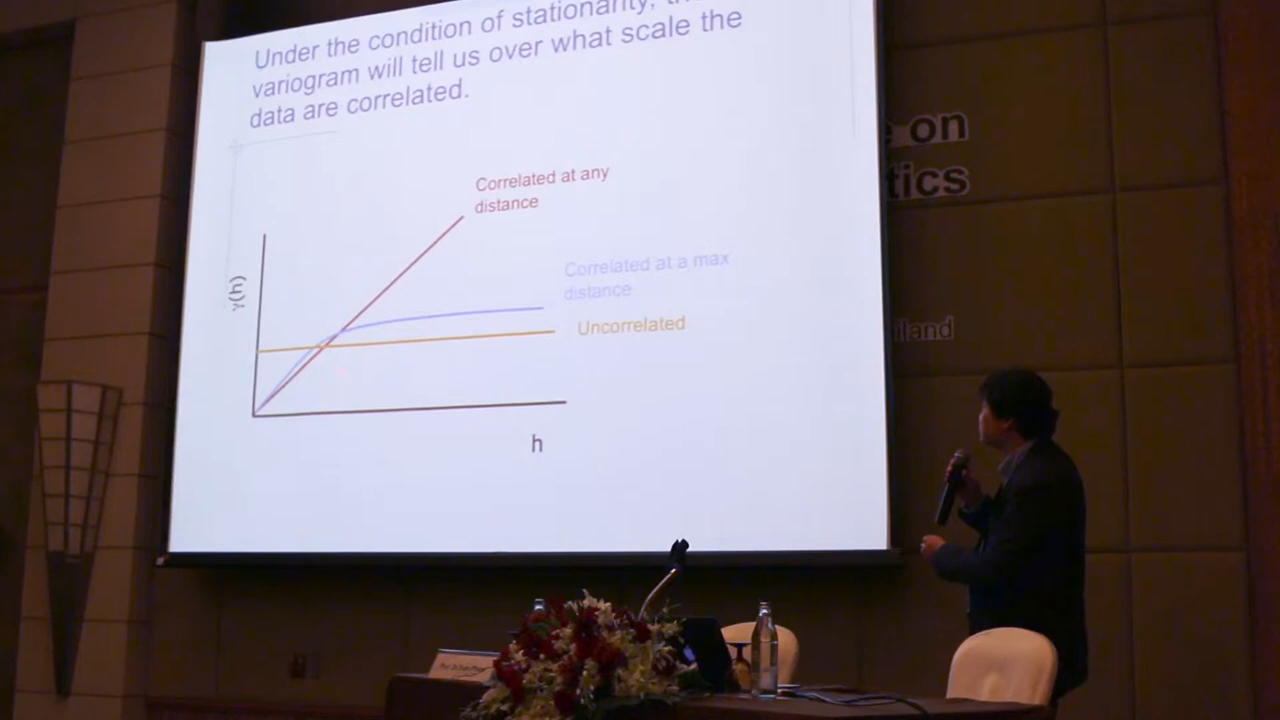 Under the condition of stationarity,
variogram will tell us over what scale the
data are correlated.
Correlated at any
distance
Correlated at a max
distance
Uncorrelated
γ(h)
h
on
tics
iland